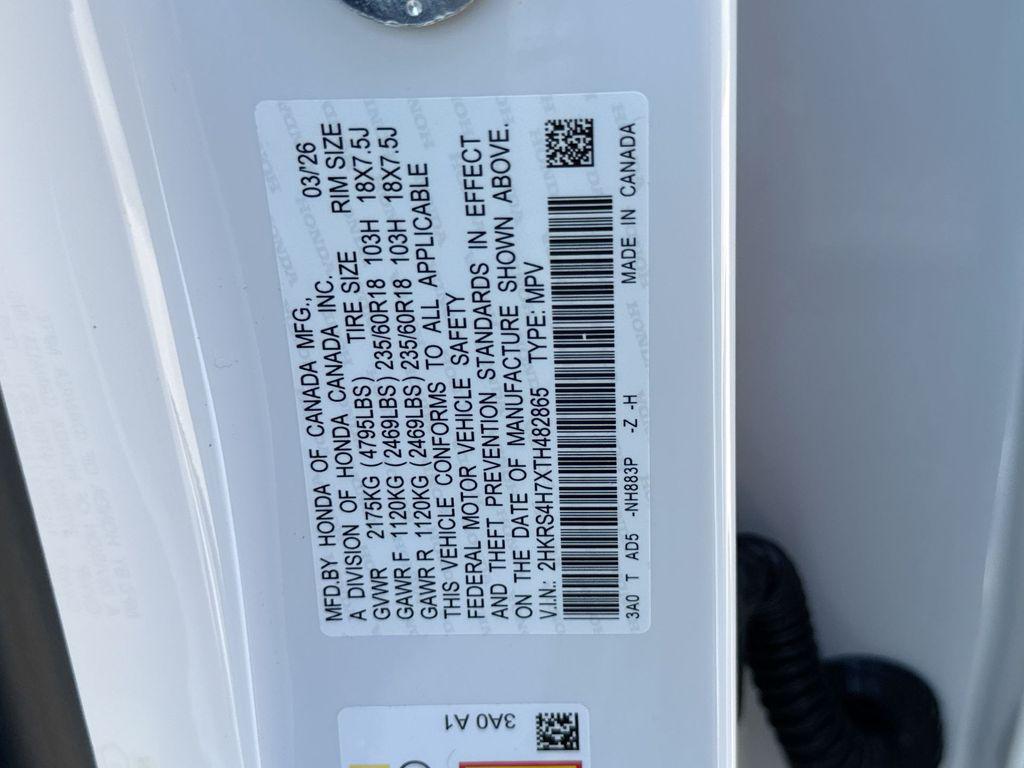 MFD.BY HONDA OF CANADA MFG., 03/'26
A DIVISION OF HONDA CANADA INC.
TIRE SIZE RIM SIZE
GVWR 2175KG (4795LBS)
GAWR F 1120KG (2469LBS) 235/60R18 103H 18X7.5J
GAWR R 1120KG (2469LBS) 235/60R18 103H 18X7.5J
THIS VEHICLE CONFORMS TO ALL APPLICABLE
FEDERAL MOTOR VEHICLE SAFETY
AND THEFT PREVENTION STANDARDS IN EFFECT
ON THE DATE OF MANUFACTURE SHOWN ABOVE.
V.I.N.: 2HKRS4H7XTH482865 TYPE: MPV
3A0 T AD5 -NH883P -Z -H MADE IN CANADA
3A0 A1